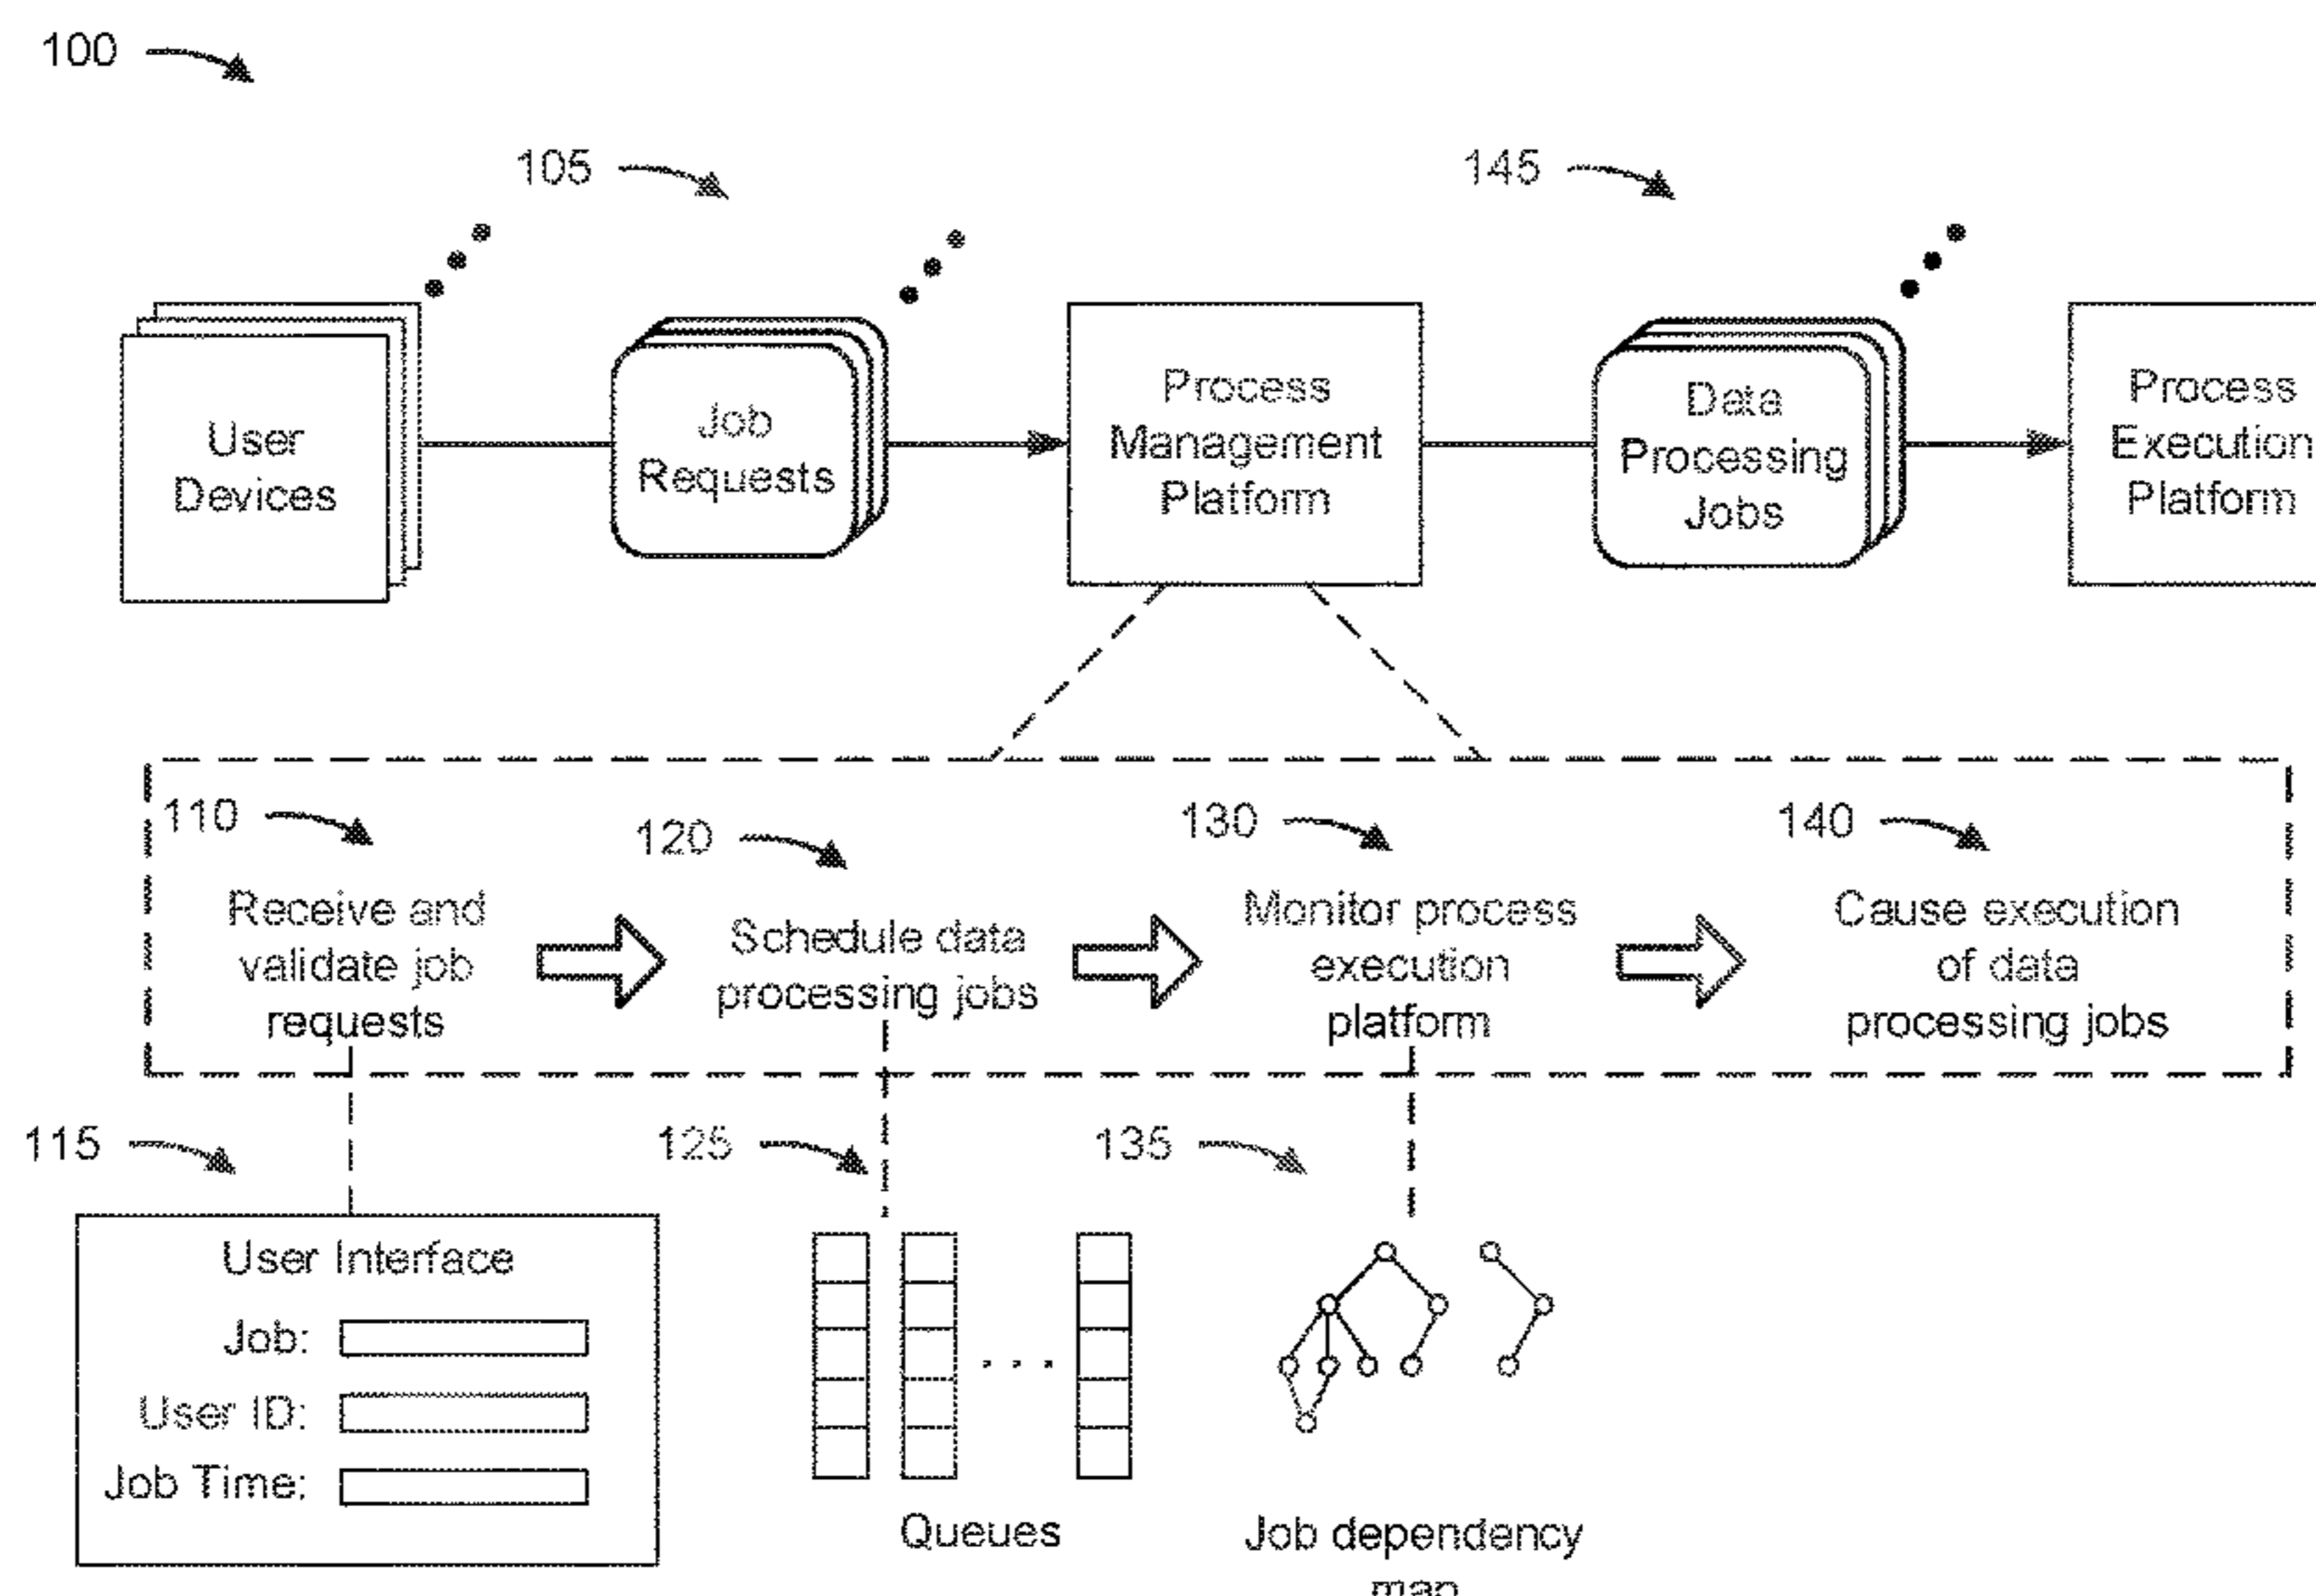 100
105
145
User
Devices
Job
Requests
Process
Management
Platform
Data
Processing
Jobs
Process
Execution
Platform
110
120
130
140
Receive and
validate job
requests
Schedule data
processing jobs
Monitor process
execution
platform
Cause execution
of data
processing jobs
115
125
135
User Interface
Job:
User ID:
Job Time:
Queues
Job dependency
map